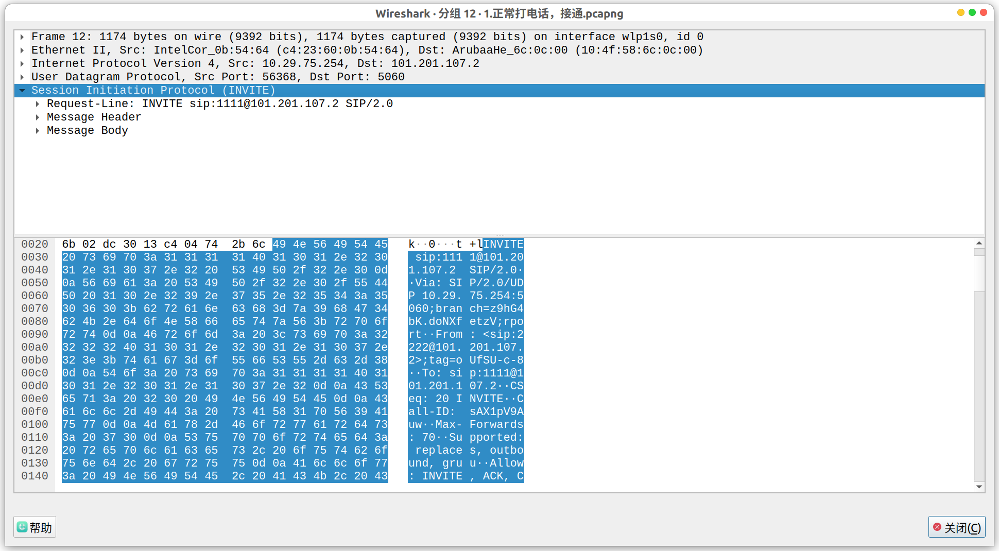 Wireshark · 分组 12 · 1.正常打电话，接通.pcapng
Frame 12: 1174 bytes on wire (9392 bits), 1174 bytes captured (9392 bits) on interface wlp1s0, id 0
Ethernet II, Src: IntelCor_0b:54:64 (c4:23:60:0b:54:64), Dst: ArubaaHe_6c:0c:00 (10:4f:58:6c:0c:00)
Internet Protocol Version 4, Src: 10.29.75.254, Dst: 101.201.107.2
User Datagram Protocol, Src Port: 56368, Dst Port: 5060
Session Initiation Protocol (INVITE)
Request-Line: INVITE sip:1111@101.201.107.2 SIP/2.0
Message Header
Message Body
0020 6b 02 dc 30 13 c4 04 74 2b 6c 49 4e 56 49 54 45 k··0···t +lINVITE
0030 20 73 69 70 3a 31 31 31 31 40 31 30 31 2e 32 30 sip:111 1@101.20
0040 31 2e 31 30 37 2e 32 20 53 49 50 2f 32 2e 30 0d 1.107.2 SIP/2.0·
0050 0a 56 69 61 3a 20 53 49 50 2f 32 2e 30 2f 55 44 ·Via: SI P/2.0/UD
0060 50 20 31 30 2e 32 39 2e 37 35 2e 32 35 34 3a 35 P 10.29. 75.254:5
0070 30 36 30 3b 62 72 61 6e 63 68 3d 7a 39 68 47 34 060;bran ch=z9hG4
0080 62 4b 2e 64 6f 4e 58 66 65 74 7a 56 3b 72 70 6f bK.doNXf etzV;rpo
0090 72 74 0d 0a 46 72 6f 6d 3a 20 3c 73 69 70 3a 32 rt··From : <sip:2
00a0 32 32 32 40 31 30 31 2e 32 30 31 2e 31 30 37 2e 222@101. 201.107.
00b0 32 3e 3b 74 61 67 3d 6f 55 66 53 55 2d 63 2d 38 2>;tag=o UfSU-c-8
00c0 0d 0a 54 6f 3a 20 73 69 70 3a 31 31 31 31 40 31 ··To: si p:1111@1
00d0 30 31 2e 32 30 31 2e 31 30 37 2e 32 0d 0a 43 53 01.201.1 07.2··CS
00e0 65 71 3a 20 32 30 20 49 4e 56 49 54 45 0d 0a 43 eq: 20 I NVITE··C
00f0 61 6c 6c 2d 49 44 3a 20 73 41 58 31 70 56 39 41 all-ID: sAX1pV9A
0100 75 77 0d 0a 4d 61 78 2d 46 6f 72 77 61 72 64 73 uw··Max- Forwards
0110 3a 20 37 30 0d 0a 53 75 70 70 6f 72 74 65 64 3a : 70··Su pported:
0120 20 72 65 70 6c 61 63 65 73 2c 20 6f 75 74 62 6f replace s, outbo
0130 75 6e 64 2c 20 67 72 75 75 0d 0a 41 6c 6c 6f 77 und, gru u··Allow
0140 3a 20 49 4e 56 49 54 45 2c 20 41 43 4b 2c 20 43 : INVITE , ACK, C
帮助
关闭(C)